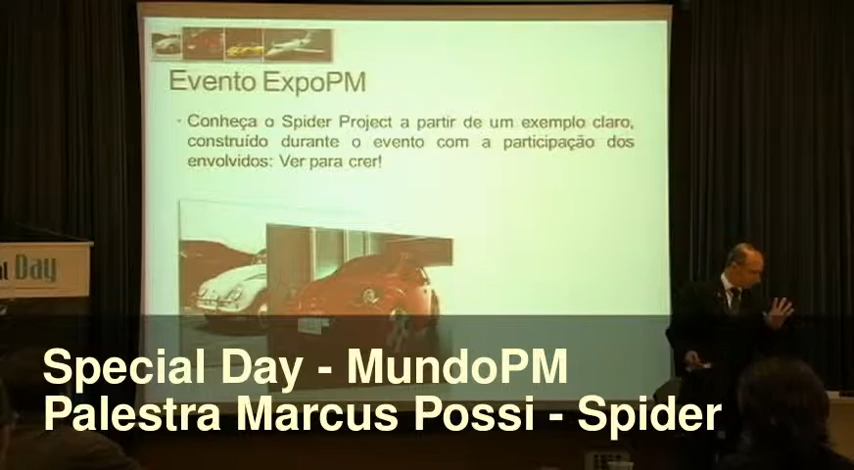 Evento ExpoPM
· Conheça o Spider Project a partir de um exemplo claro,
construído durante o evento com a participação dos
envolvidos: Ver para crer!
Day
Special Day - MundoPM
Palestra Marcus Possi - Spider